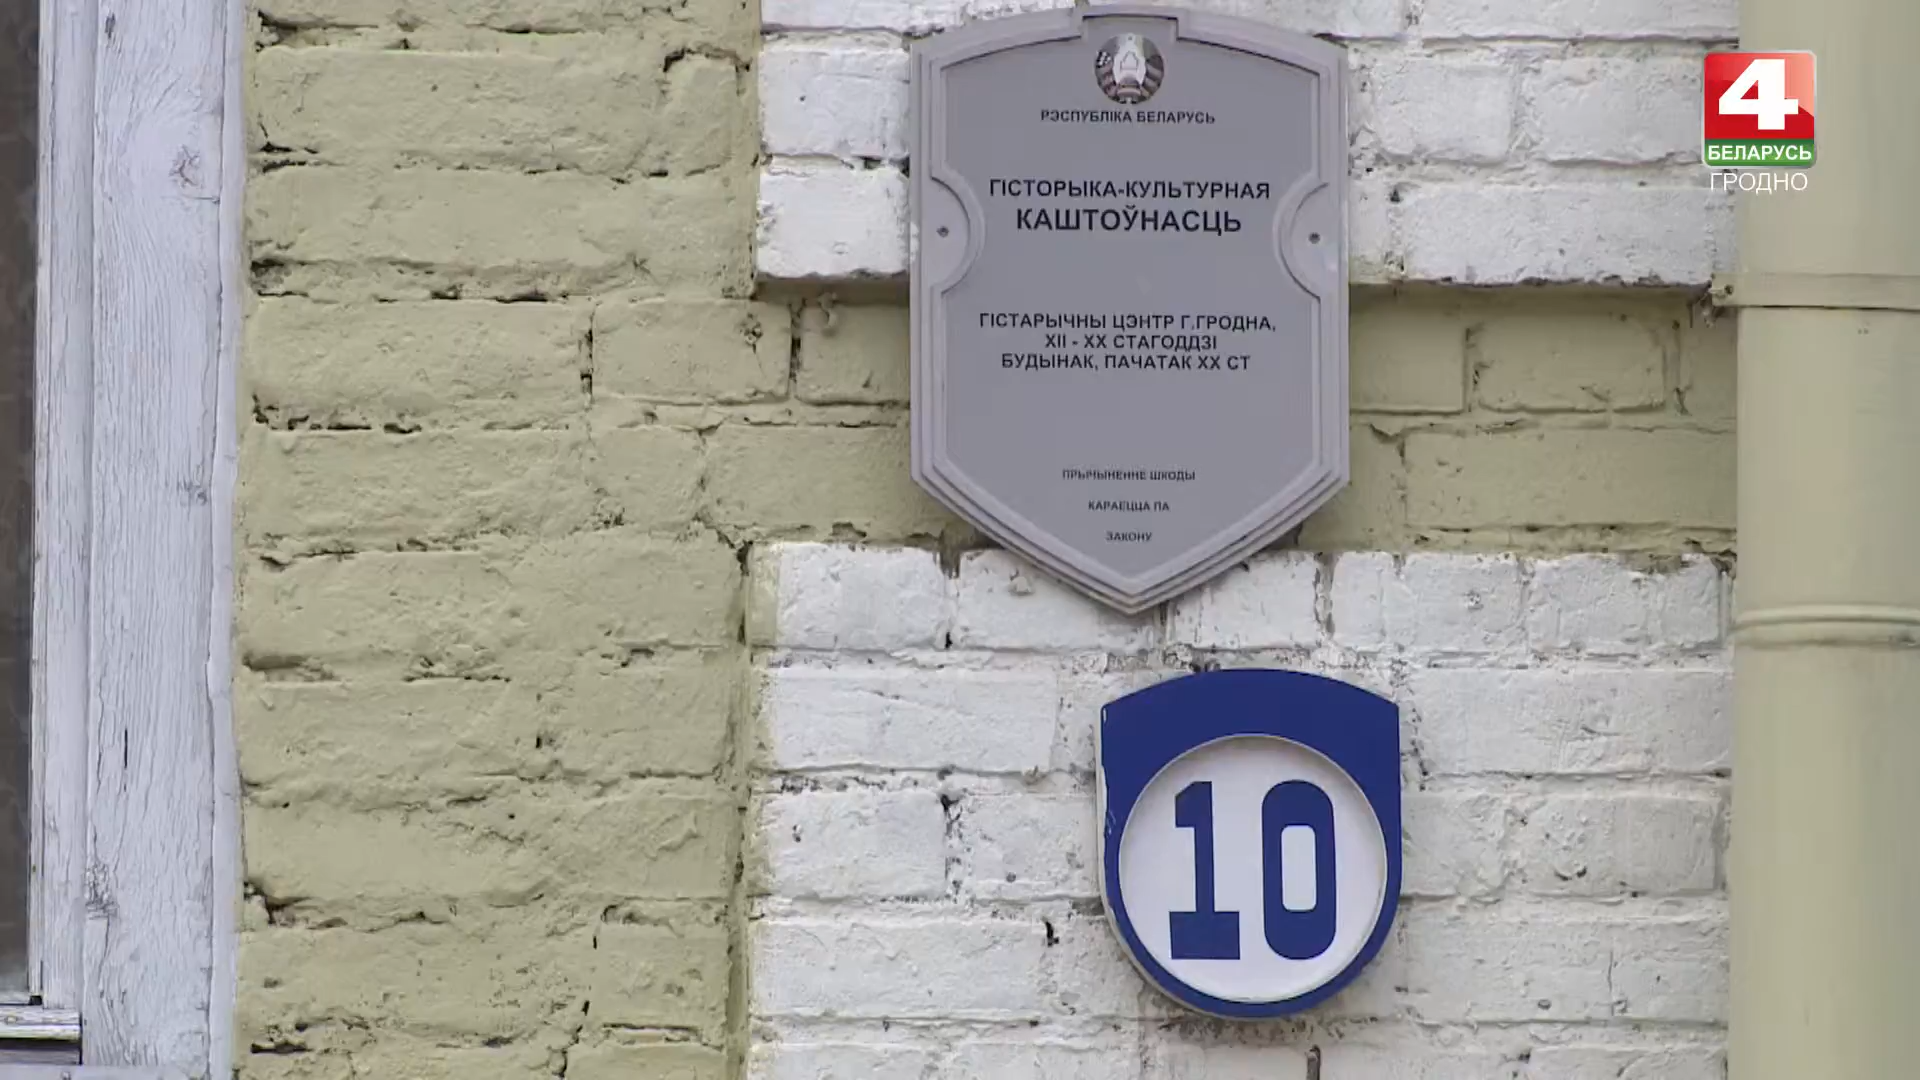 РЭСПУБЛІКА БЕЛАРУСЬ
ГІСТОРЫКА-КУЛЬТУРНАЯ
КАШТОЎНАСЦЬ
ГІСТАРЫЧНЫ ЦЭНТР Г.ГРОДНА,
XII - XX СТАГОДДЗІ
БУДЫНАК, ПАЧАТАК XX СТ
ПРЫЧЫНЕННЕ ШКОДЫ
КАРАЕЦЦА ПА
ЗАКОНУ
10
4
БЕЛАРУСЬ
ГРОДНО